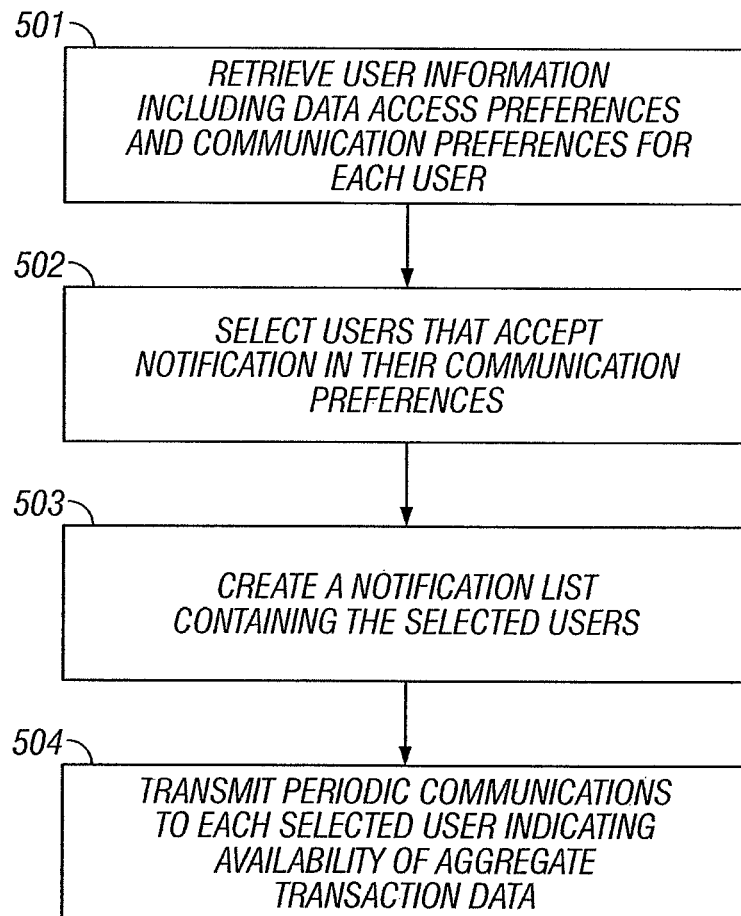 501
RETRIEVE USER INFORMATION
INCLUDING DATA ACCESS PREFERENCES
AND COMMUNICATION PREFERENCES FOR
EACH USER
502
SELECT USERS THAT ACCEPT
NOTIFICATION IN THEIR COMMUNICATION
PREFERENCES
503
CREATE A NOTIFICATION LIST
CONTAINING THE SELECTED USERS
504
TRANSMIT PERIODIC COMMUNICATIONS
TO EACH SELECTED USER INDICATING
AVAILABILITY OF AGGREGATE
TRANSACTION DATA